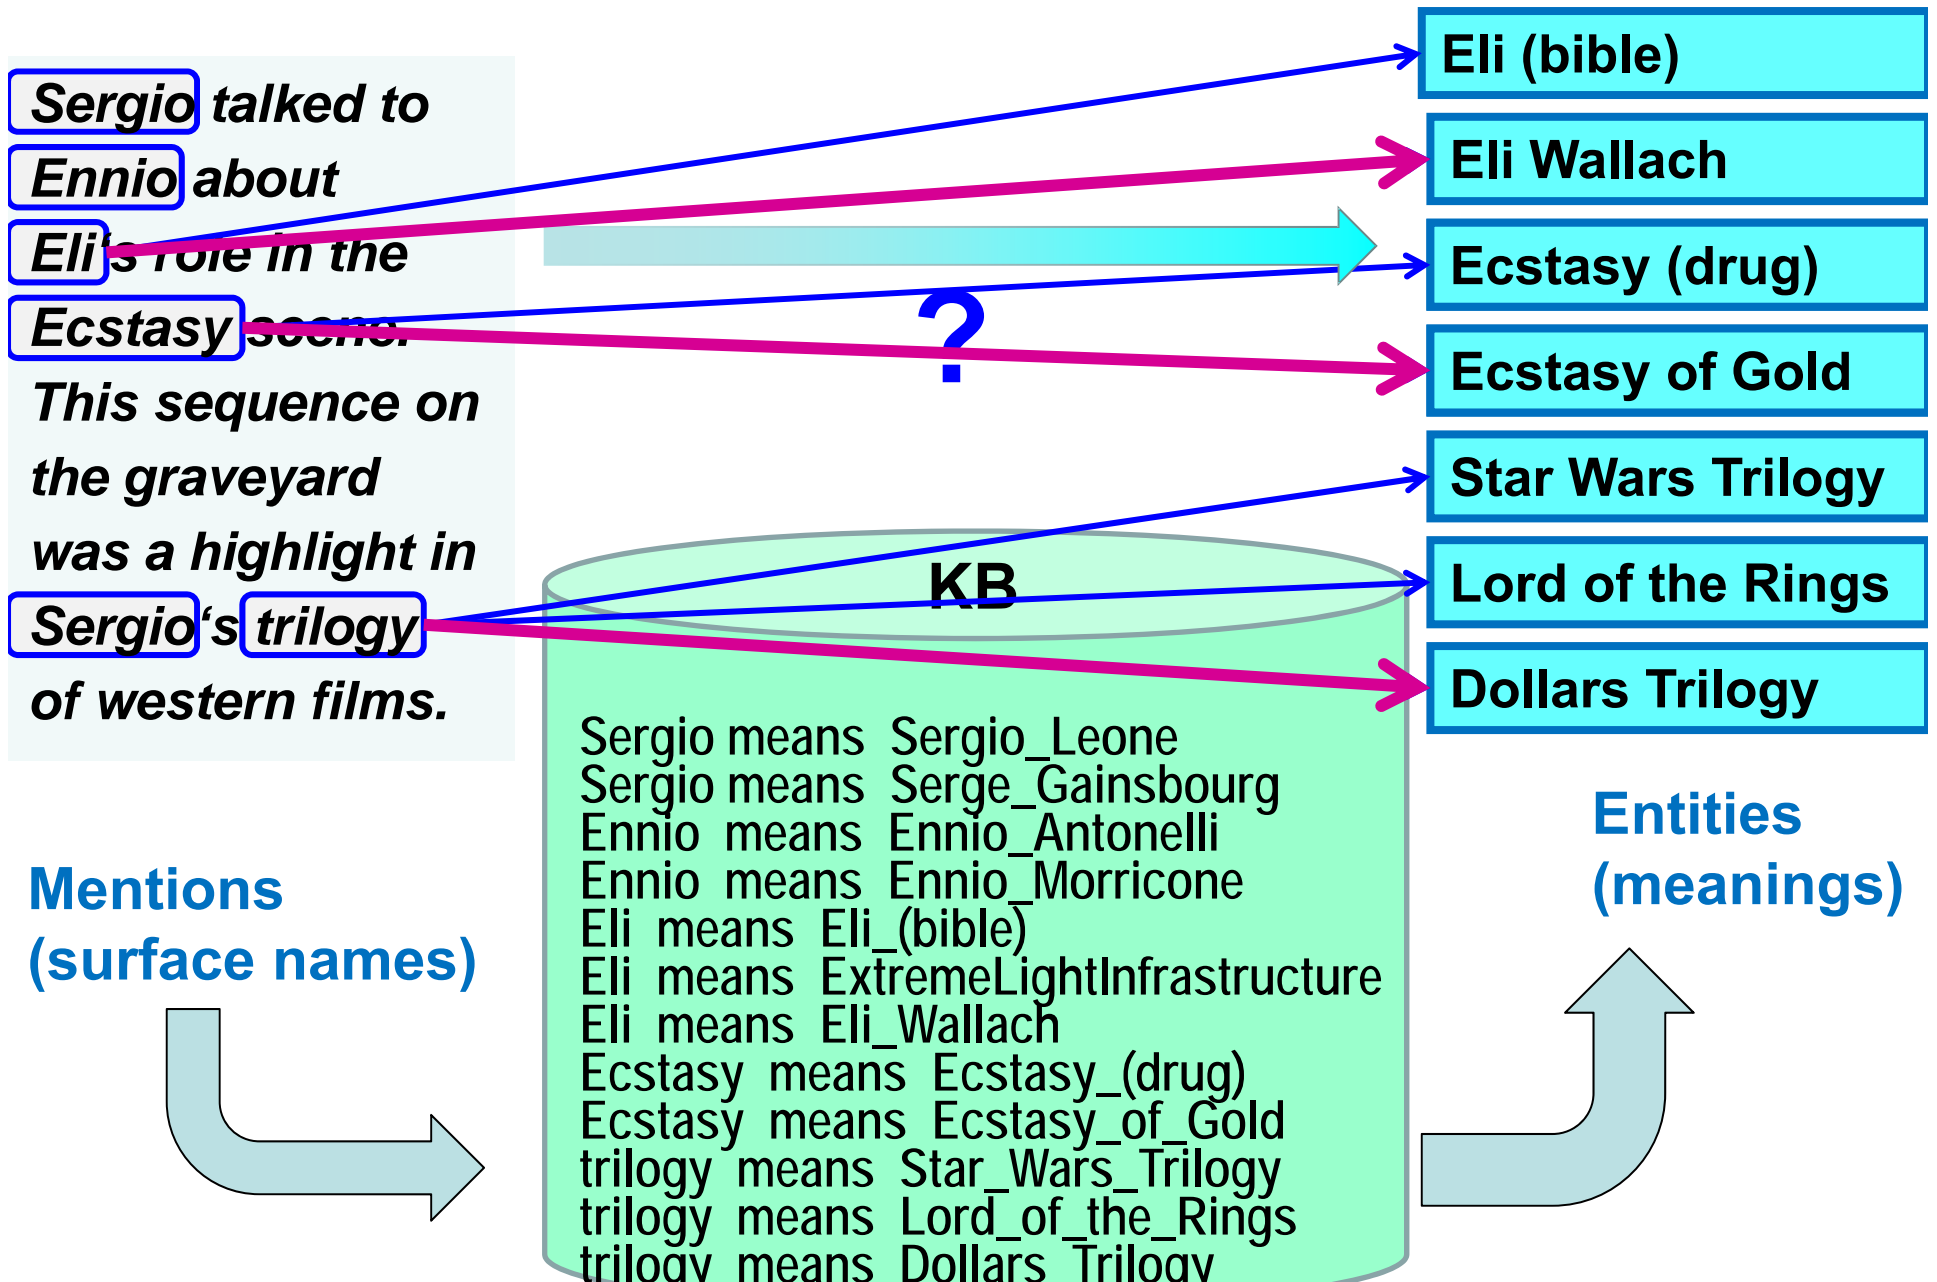 Sergio talked to
Ennio about
Eli‘s role in the
Ecstasy scene.
This sequence on
the graveyard
was a highlight in
Sergio‘s trilogy
of western films.
Mentions
(surface names)
?
KB
Sergio means Sergio_Leone
Sergio means Serge_Gainsbourg
Ennio means Ennio_Antonelli
Ennio means Ennio_Morricone
Eli means Eli_(bible)
Eli means ExtremeLightInfrastructure
Eli means Eli_Wallach
Ecstasy means Ecstasy_(drug)
Ecstasy means Ecstasy_of_Gold
trilogy means Star_Wars_Trilogy
trilogy means Lord_of_the_Rings
trilogy means Dollars_Trilogy
Eli (bible)
Eli Wallach
Ecstasy (drug)
Ecstasy of Gold
Star Wars Trilogy
Lord of the Rings
Dollars Trilogy
Entities
(meanings)